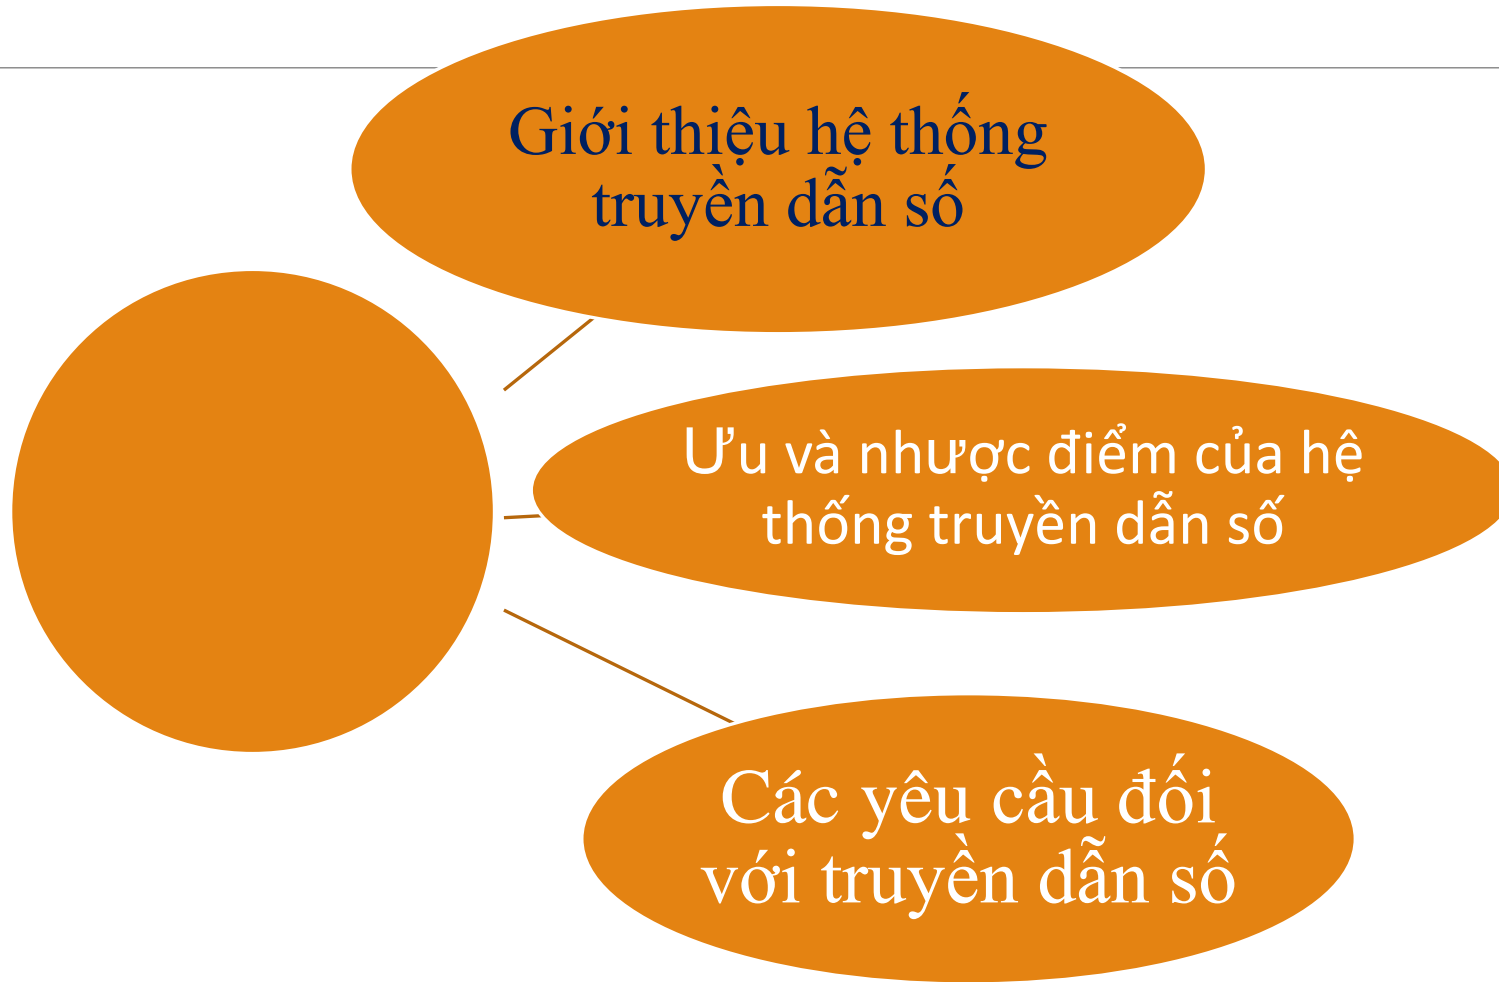 Giới thiệu hệ thống
truyền dẫn số
Ưu và nhược điểm của hệ
thống truyền dẫn số
Các yêu cầu đối
với truyền dẫn số